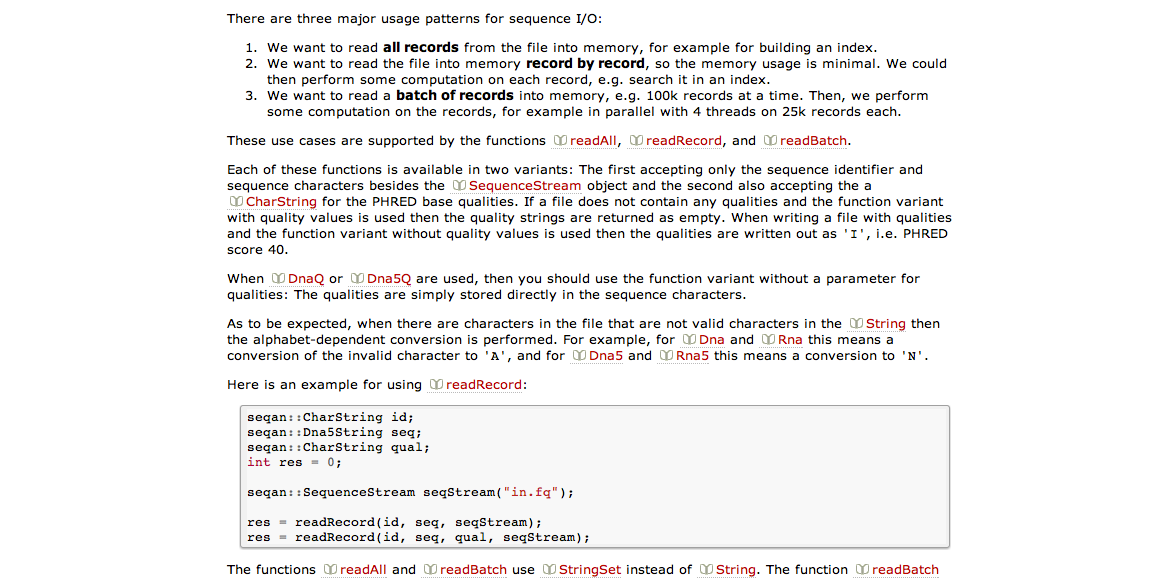 There are three major usage patterns for sequence I/O:
1. We want to read all records from the file into memory, for example for building an index.
2. We want to read the file into memory record by record, so the memory usage is minimal. We could
then perform some computation on each record, e.g. search it in an index.
3. We want to read a batch of records into memory, e.g. 100k records at a time. Then, we perform
some computation on the records, for example in parallel with 4 threads on 25k records each.
These use cases are supported by the functions readAll, readRecord, and readBatch.
Each of these functions is available in two variants: The first accepting only the sequence identifier and
sequence characters besides the SequenceStream object and the second also accepting the a
CharString for the PHRED base qualities. If a file does not contain any qualities and the function variant
with quality values is used then the quality strings are returned as empty. When writing a file with qualities
and the function variant without quality values is used then the qualities are written out as 'I', i.e. PHRED
score 40.
When DnaQ or Dna5Q are used, then you should use the function variant without a parameter for
qualities: The qualities are simply stored directly in the sequence characters.
As to be expected, when there are characters in the file that are not valid characters in the String then
the alphabet-dependent conversion is performed. For example, for Dna and Rna this means a
conversion of the invalid character to 'A', and for Dna5 and Rna5 this means a conversion to 'N'.
Here is an example for using readRecord:
seqan::CharString id;
seqan::Dna5String seq;
seqan::CharString qual;
int res = 0;
seqan::SequenceStream seqStream("in.fq");
res = readRecord(id, seq, seqStream);
res = readRecord(id, seq, qual, seqStream);
The functions readAll and readBatch use StringSet instead of String. The function readBatch